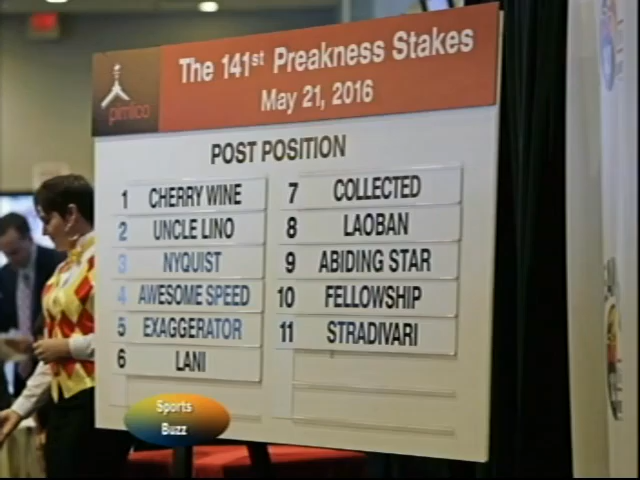 pimlico
The 141st Preakness Stakes
May 21, 2016
POST POSITION
1 CHERRY WINE
2 UNCLE LINO
3 NYQUIST
4 AWESOME SPEED
5 EXAGGERATOR
6 LANI
7 COLLECTED
8 LAOBAN
9 ABIDING STAR
10 FELLOWSHIP
11 STRADIVARI
Sports
Buzz